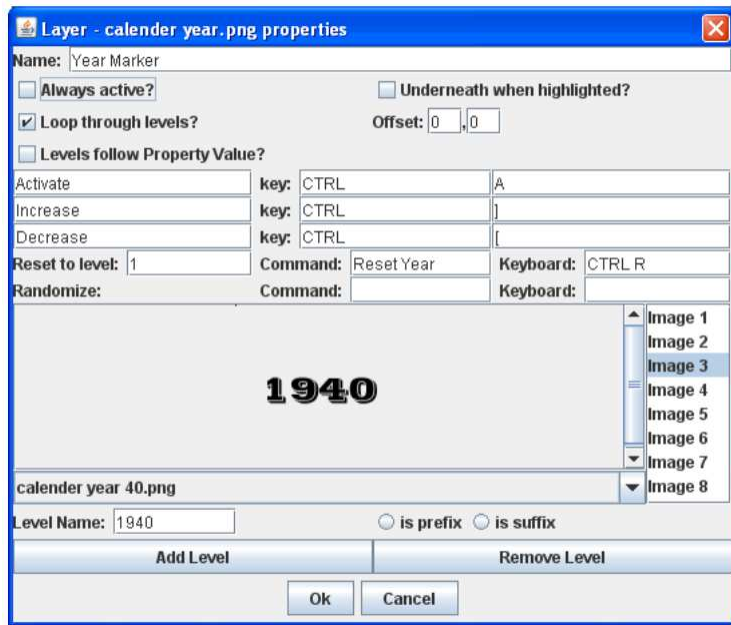 Layer - calender year.png properties
Name: Year Marker
Always active? Underneath when highlighted?
Loop through levels? Offset: 0 ,0
Levels follow Property Value?
Activate key: CTRL A
Increase key: CTRL ]
Decrease key: CTRL [
Reset to level: 1 Command: Reset Year Keyboard: CTRL R
Randomize: Command: Keyboard:
Image 1
Image 2
Image 3
1940 Image 4
Image 5
Image 6
Image 7
calender year 40.png Image 8
Level Name: 1940 is prefix is suffix
Add Level Remove Level
Ok Cancel